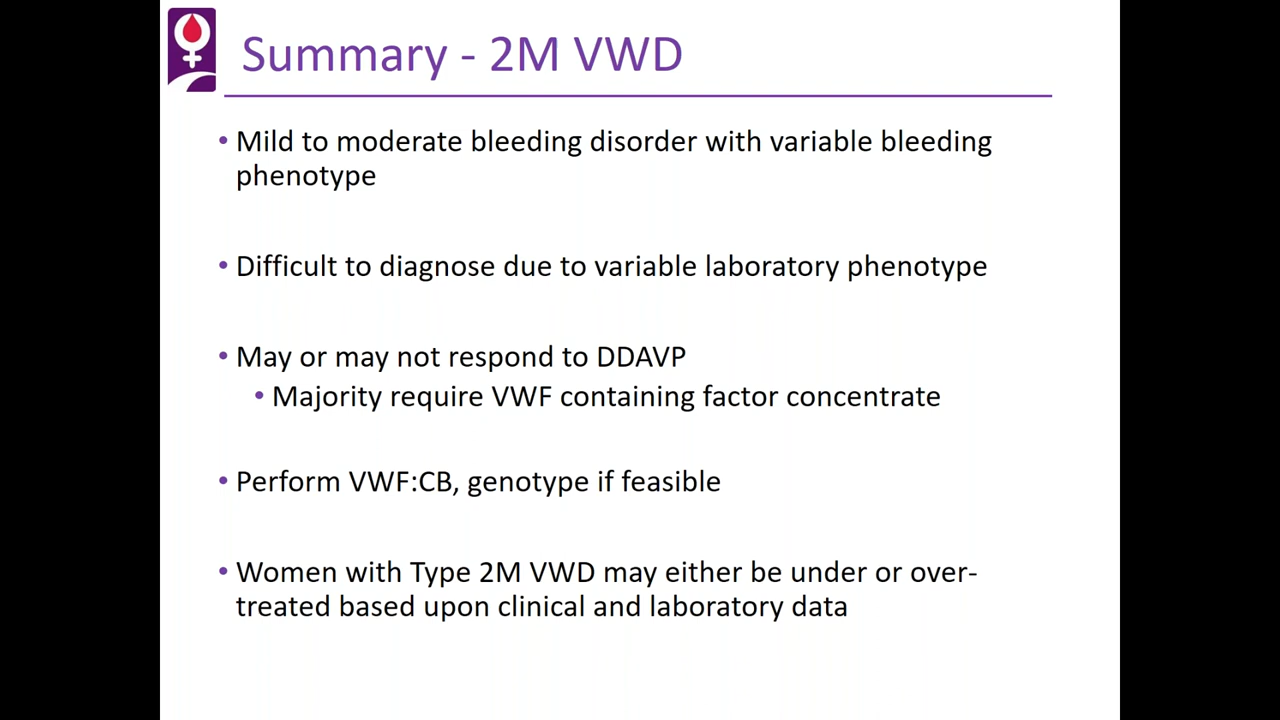 Summary - 2M VWD
• Mild to moderate bleeding disorder with variable bleeding
phenotype
• Difficult to diagnose due to variable laboratory phenotype
• May or may not respond to DDAVP
• Majority require VWF containing factor concentrate
• Perform VWF:CB, genotype if feasible
• Women with Type 2M VWD may either be under or over-
treated based upon clinical and laboratory data